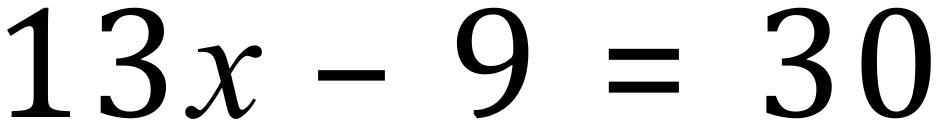 13x − 9 = 30